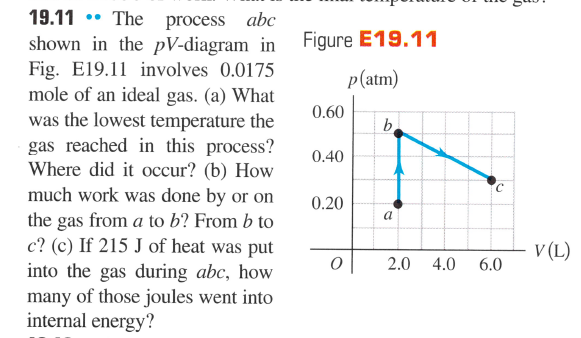 19.11 •• The process abc
shown in the pV-diagram in
Fig. E19.11 involves 0.0175
mole of an ideal gas. (a) What
was the lowest temperature the
gas reached in this process?
Where did it occur? (b) How
much work was done by or on
the gas from a to b? From b to
c? (c) If 215 J of heat was put
into the gas during abc, how
many of those joules went into
internal energy?
Figure E19.11
p (atm)
0.60
b
0.40
c
0.20
a
V (L)
O 2.0 4.0 6.0